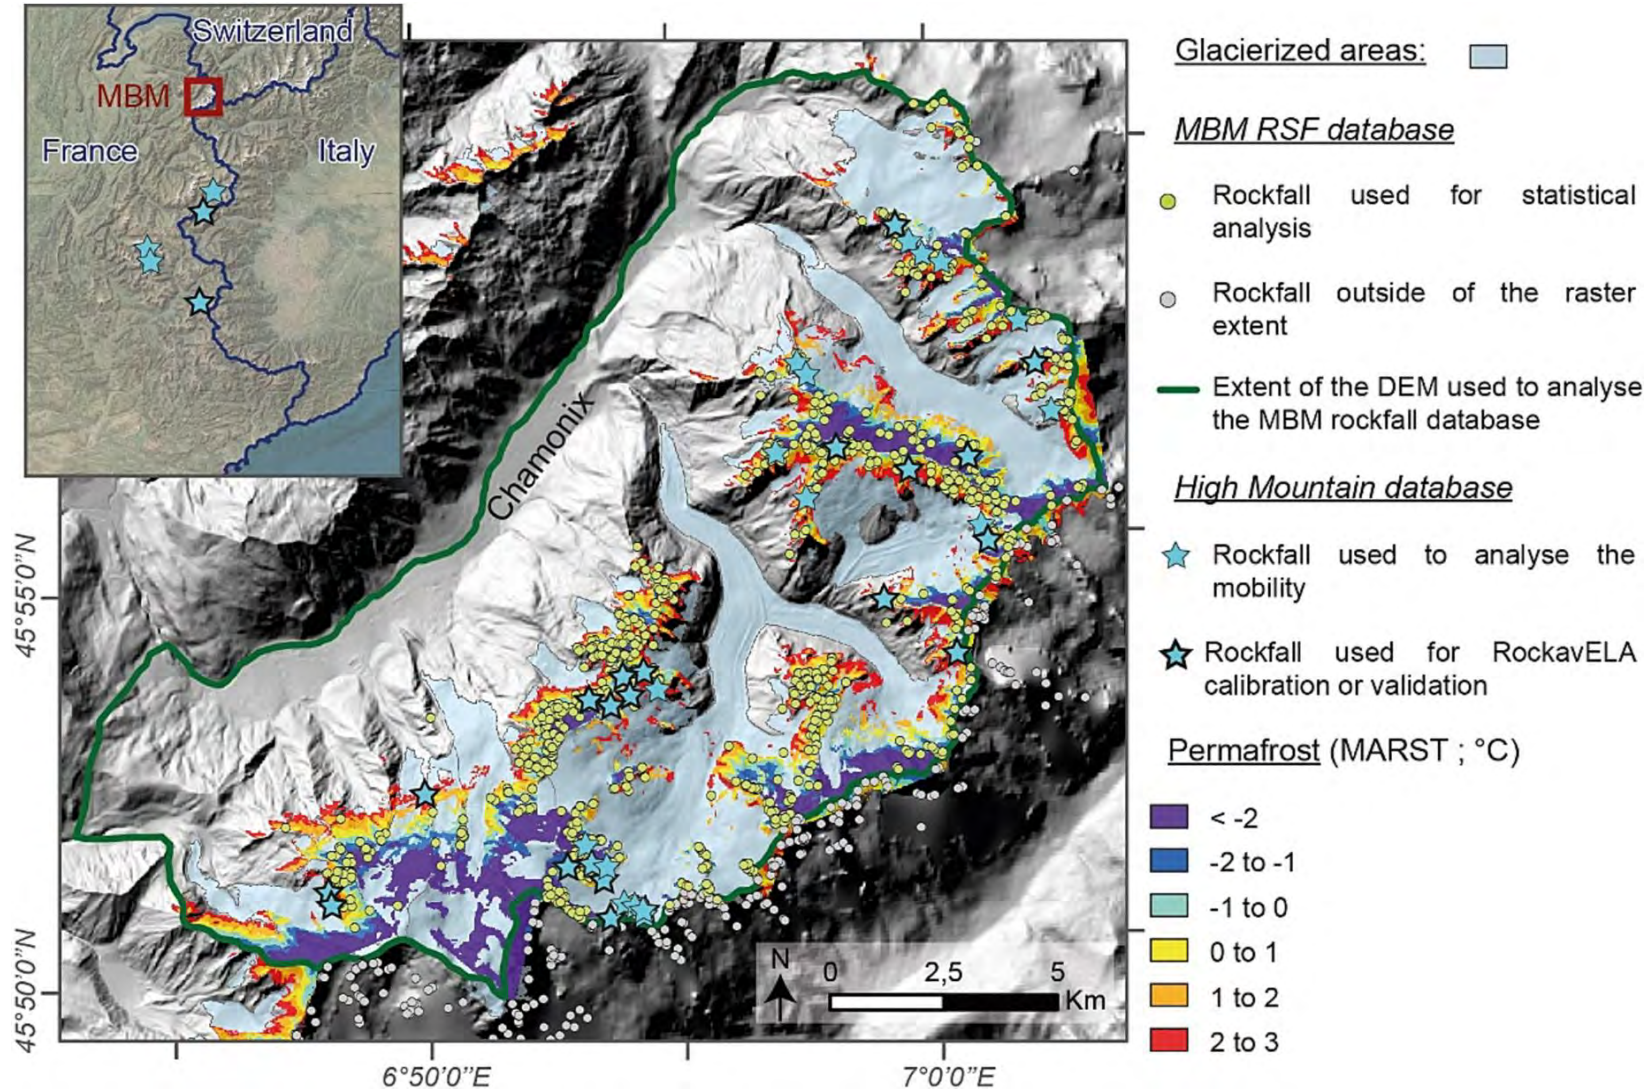 Switzerland
MBM
France
Italy
Chamonix
45°55'0"N
45°50'0"N
6°50'0"E
7°0'0"E
N
0 2,5 5
Km
Glacierized areas:
MBM RSF database
Rockfall used for statistical
analysis
Rockfall outside of the raster
extent
Extent of the DEM used to analyse
the MBM rockfall database
High Mountain database
Rockfall used to analyse the
mobility
Rockfall used for RockavELA
calibration or validation
Permafrost (MARST ; °C)
< -2
-2 to -1
-1 to 0
0 to 1
1 to 2
2 to 3